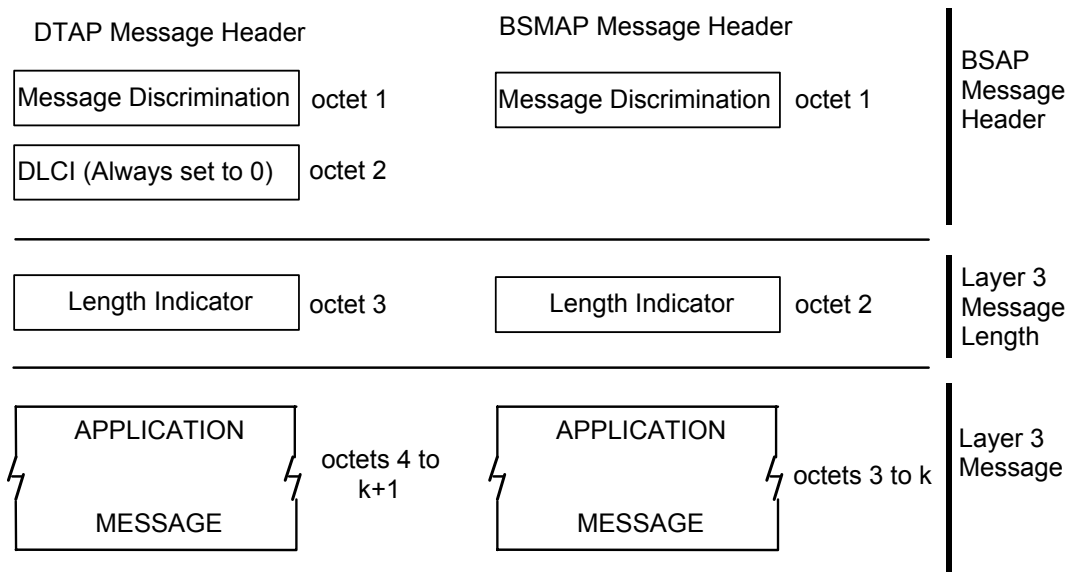 DTAP Message Header
BSMAP Message Header
BSAP
Message
Header
Message Discrimination
octet 1
Message Discrimination
octet 1
DLCI (Always set to 0)
octet 2
Length Indicator
octet 3
Length Indicator
octet 2
Layer 3
Message
Length
APPLICATION
MESSAGE
octets 4 to
k+1
APPLICATION
MESSAGE
octets 3 to k
Layer 3
Message